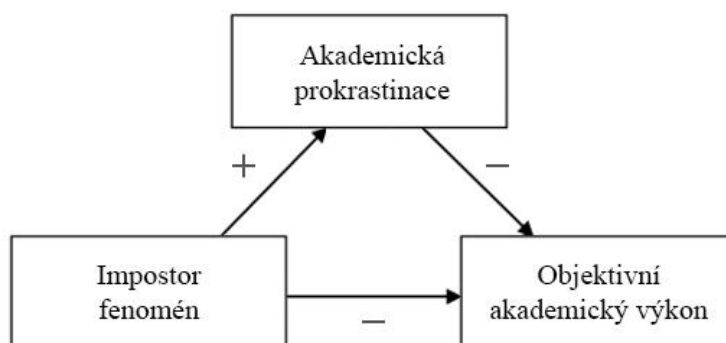 Akademická
prokrastinace
+
−
Impostor
fenomén
−
Objektivní
akademický výkon